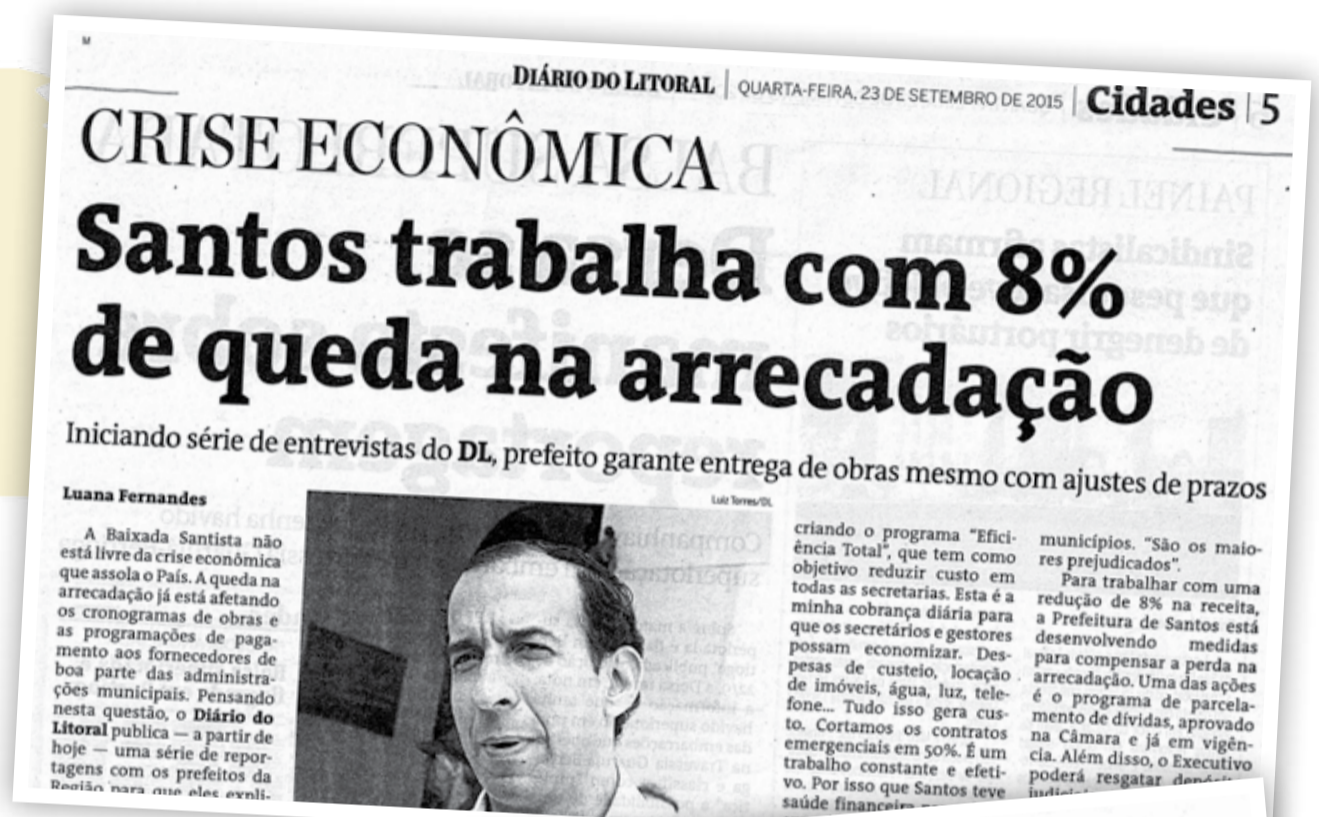 M
DIÁRIO DO LITORAL | QUARTA-FEIRA, 23 DE SETEMBRO DE 2015 | Cidades | 5
CRISE ECONÔMICA
Santos trabalha com 8%
de queda na arrecadação
Iniciando série de entrevistas do DL, prefeito garante entrega de obras mesmo com ajustes de prazos
Luana Fernandes
A Baixada Santista não
está livre da crise econômica
que assola o País. A queda na
arrecadação já está afetando
os cronogramas de obras e
as programações de paga-
mento aos fornecedores de
boa parte das administra-
ções municipais. Pensando
nesta questão, o Diário do
Litoral publica — a partir de
hoje — uma série de repor-
tagens com os prefeitos da
Região para que eles expli-
Luiz Torres/DL
criando o programa “Efici-
ência Total”, que tem como
objetivo reduzir custo em
todas as secretarias. Esta é a
minha cobrança diária para
que os secretários e gestores
possam economizar. Des-
pesas de custeio, locação
de imóveis, água, luz, tele-
fone... Tudo isso gera cus-
to. Cortamos os contratos
emergenciais em 50%. É um
trabalho constante e efeti-
vo. Por isso que Santos teve
saúde financeira
municípios. “São os maio-
res prejudicados”.
Para trabalhar com uma
redução de 8% na receita,
a Prefeitura de Santos está
desenvolvendo medidas
para compensar a perda na
arrecadação. Uma das ações
é o programa de parcela-
mento de dívidas, aprovado
na Câmara e já em vigên-
cia. Além disso, o Executivo
poderá resgatar